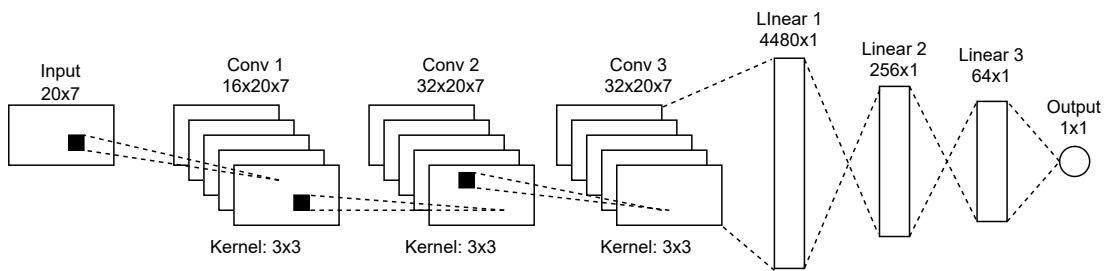 Input
20x7
Conv 1
16x20x7
Conv 2
32x20x7
Conv 3
32x20x7
LInear 1
4480x1
Linear 2
256x1
Linear 3
64x1
Output
1x1
Kernel: 3x3
Kernel: 3x3
Kernel: 3x3